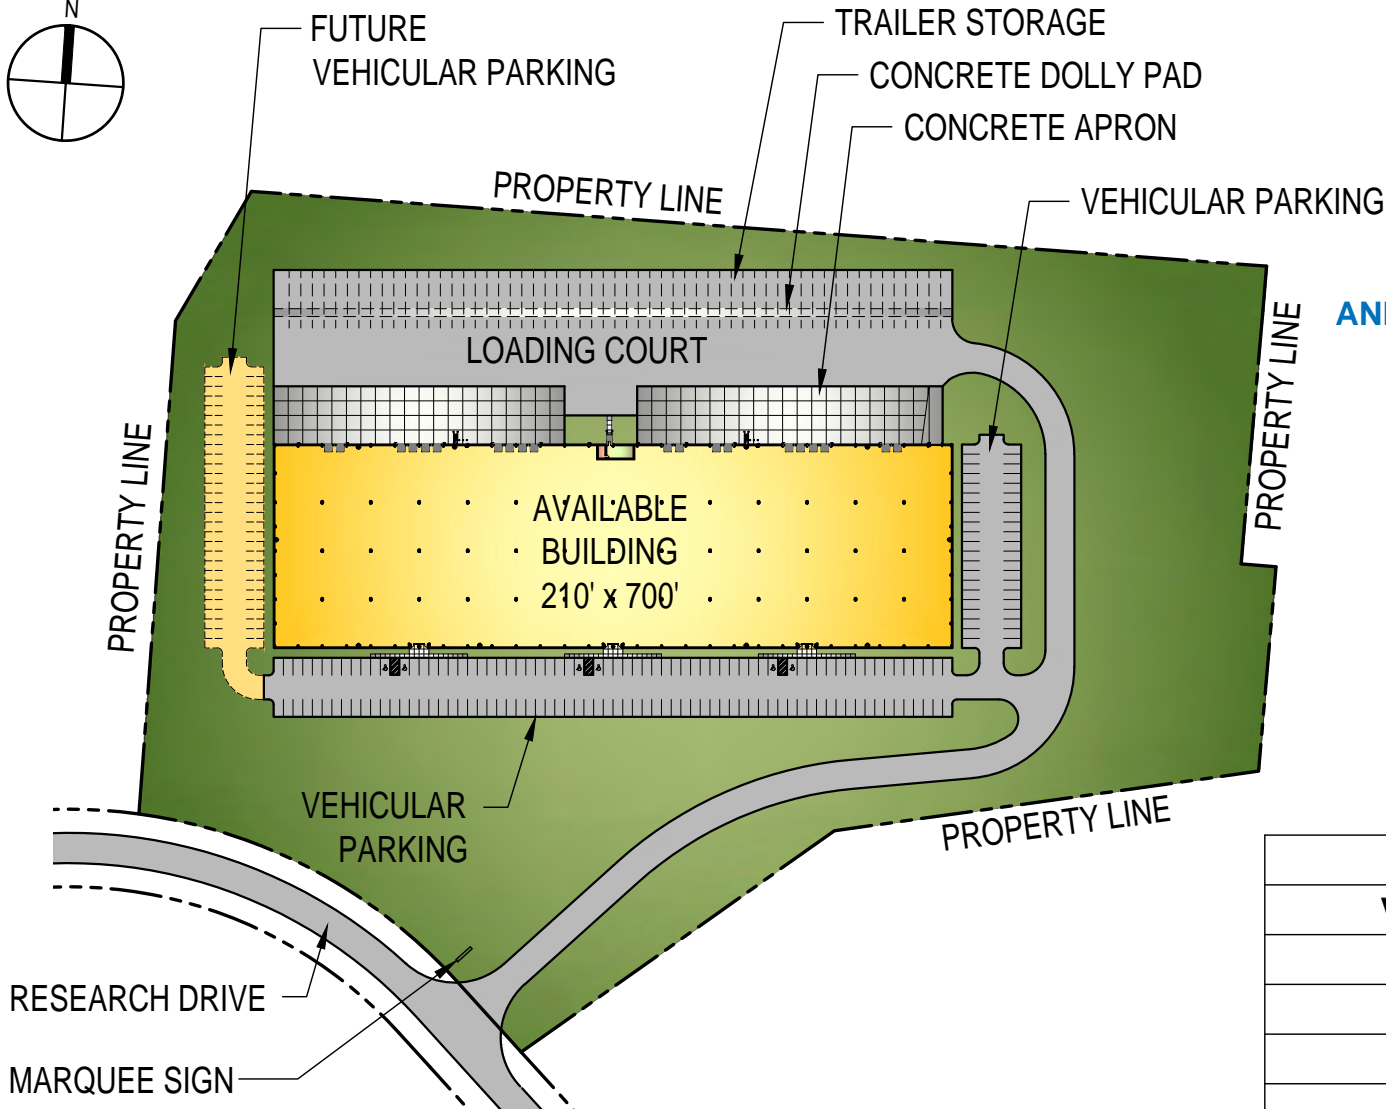 N
FUTURE
VEHICULAR PARKING
TRAILER STORAGE
CONCRETE DOLLY PAD
CONCRETE APRON
PROPERTY LINE
VEHICULAR PARKING
PROPERTY LINE
LOADING COURT
PROPERTY LINE
AVAILABLE
BUILDING
210' x 700'
VEHICULAR
PARKING
PROPERTY LINE
RESEARCH DRIVE
MARQUEE SIGN